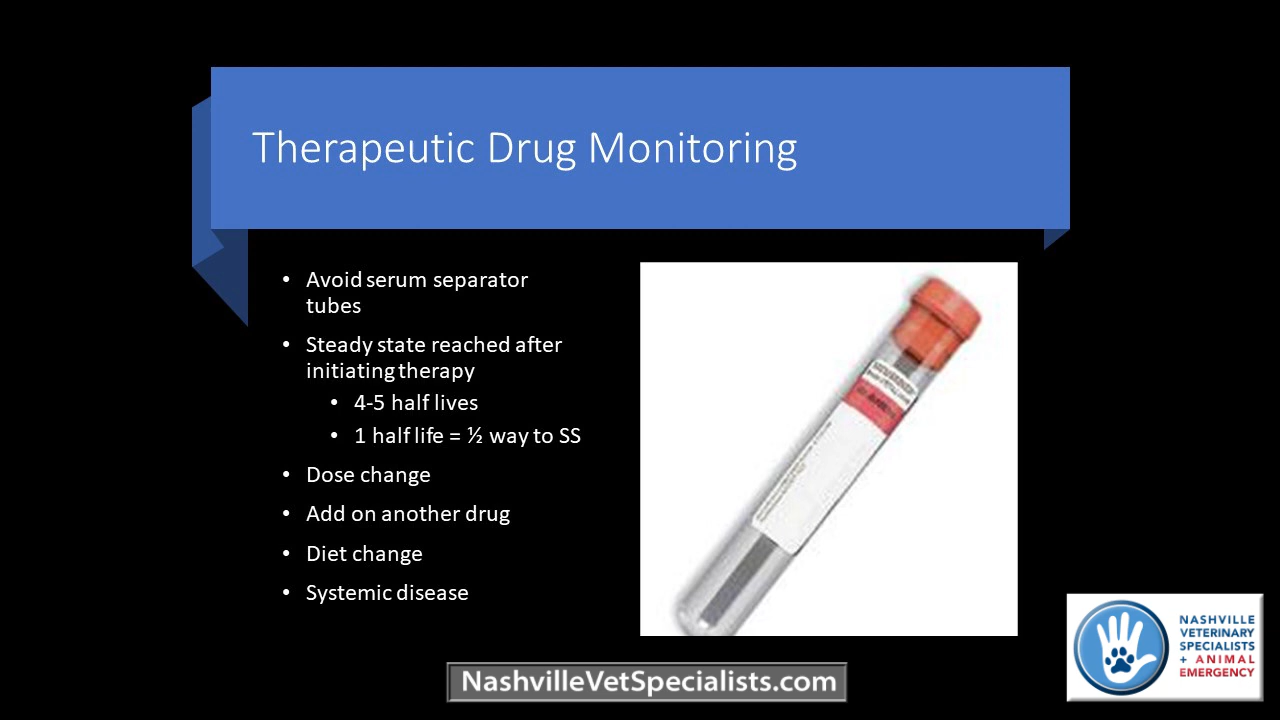 Therapeutic Drug Monitoring
• Avoid serum separator
tubes
• Steady state reached after
initiating therapy
• 4-5 half lives
• 1 half life = ½ way to SS
• Dose change
• Add on another drug
• Diet change
• Systemic disease
NASHVILLE
VETERINARY
SPECIALISTS
+ ANIMAL
EMERGENCY
NashvilleVetSpecialists.com